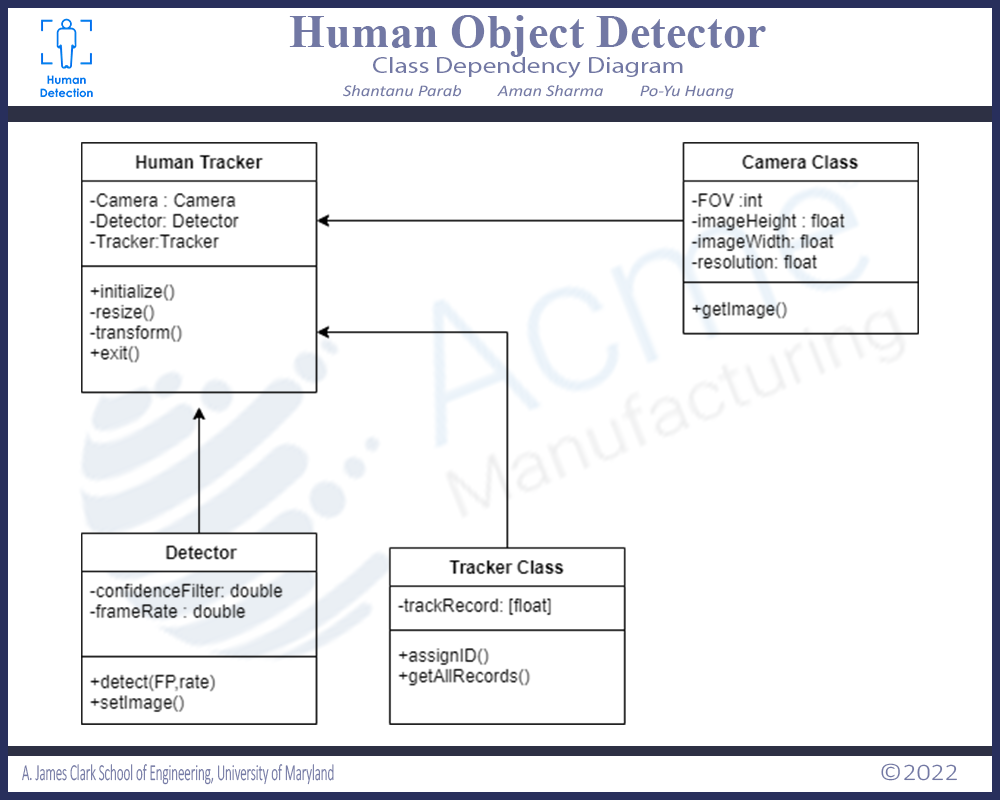 Human
Detection
Human Object Detector
Class Dependency Diagram
Shantanu Parab Aman Sharma Po-Yu Huang
Human Tracker
-Camera : Camera
-Detector: Detector
-Tracker:Tracker
+initialize()
-resize()
-transform()
+exit()
Camera Class
-FOV :int
-imageHeight : float
-imageWidth: float
-resolution: float
+getImage()
Acme
Manufacturing
Detector
-confidenceFilter: double
-frameRate : double
+detect(FP,rate)
+setImage()
Tracker Class
-trackRecord: [float]
+assignID()
+getAllRecords()
A. James Clark School of Engineering, University of Maryland
©2022